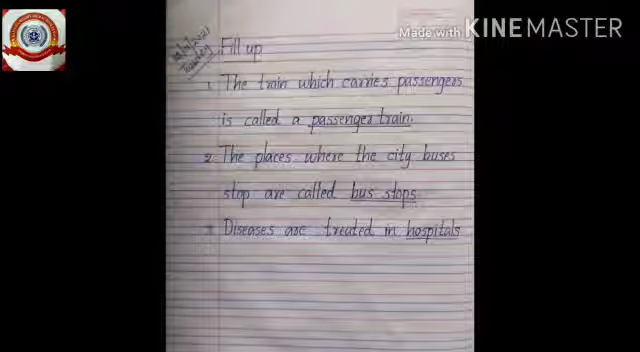 Made with KINEMASTER
Fill up
1. The train which carries passengers
is called a passenger train.
2. The places where the city buses
stop are called bus stops.
3. Diseases are treated in hospitals